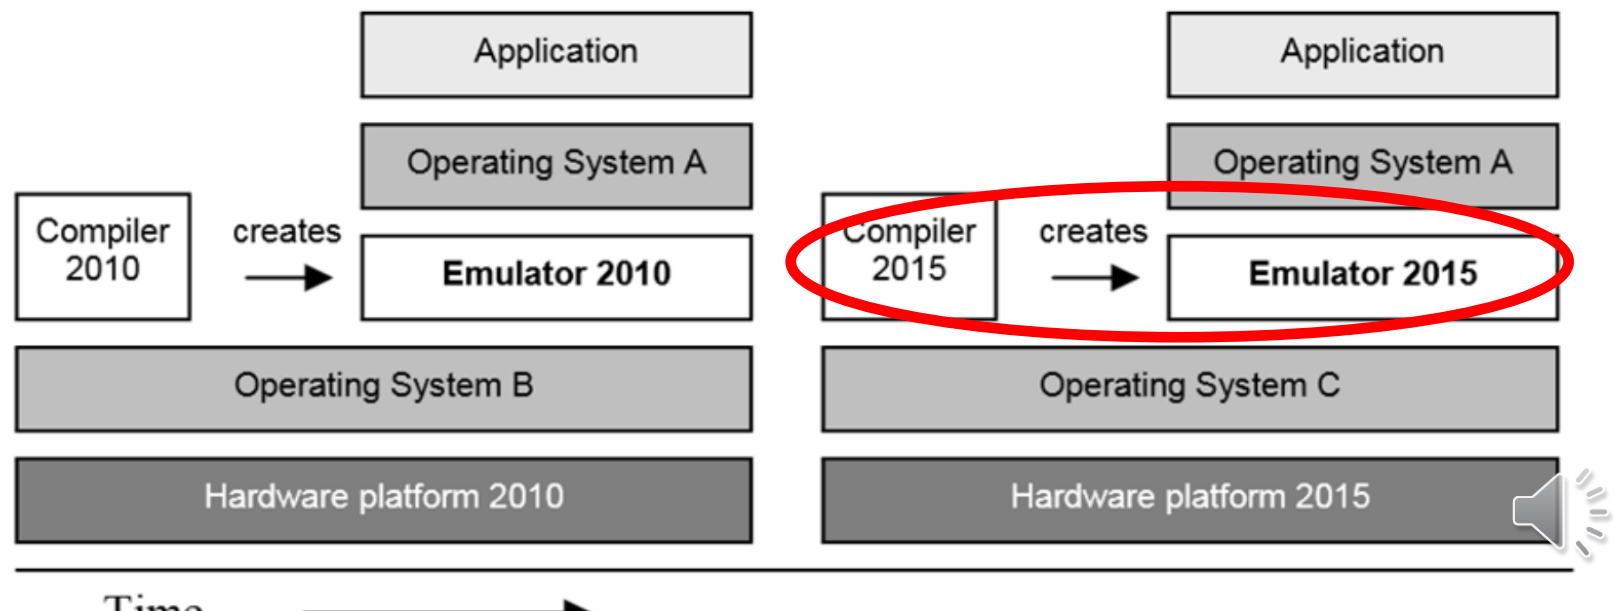 Application
Operating System A
Compiler
2010
creates
Emulator 2010
Operating System B
Hardware platform 2010
Application
Operating System A
Compiler
2015
creates
Emulator 2015
Operating System C
Hardware platform 2015
Time